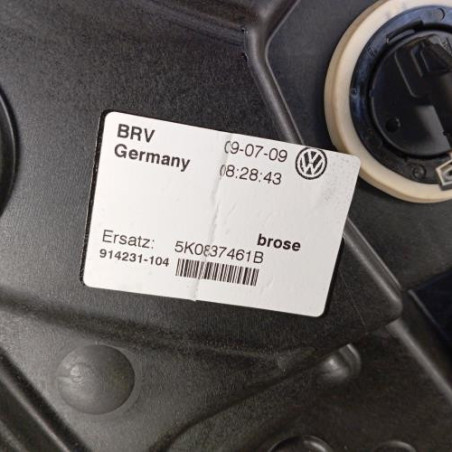 BRV 09-07-09
Germany 08:28:43
brose
Ersatz: 5K0837461B
914231-104